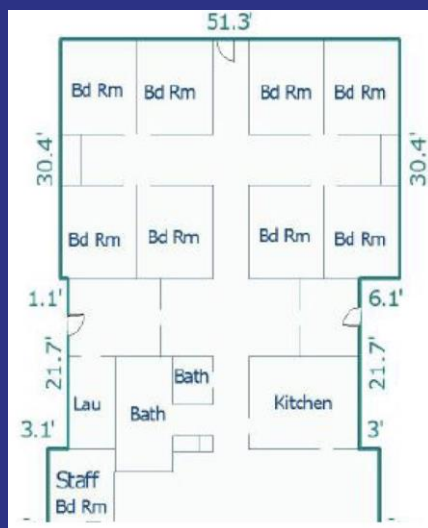 51.3'
Bd Rm Bd Rm Bd Rm Bd Rm
30.4' 30.4'
Bd Rm Bd Rm Bd Rm Bd Rm
1.1' 6.1'
21.7' 21.7'
Bath
Lau Bath Kitchen
3.1' 3'
Staff
Bd Rm